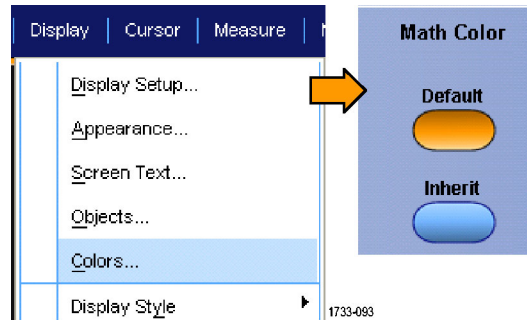 Display Cursor Measure
Display Setup...
Appearance...
Screen Text...
Objects...
Colors...
Display Style
Math Color
Default
Inherit
1733-093